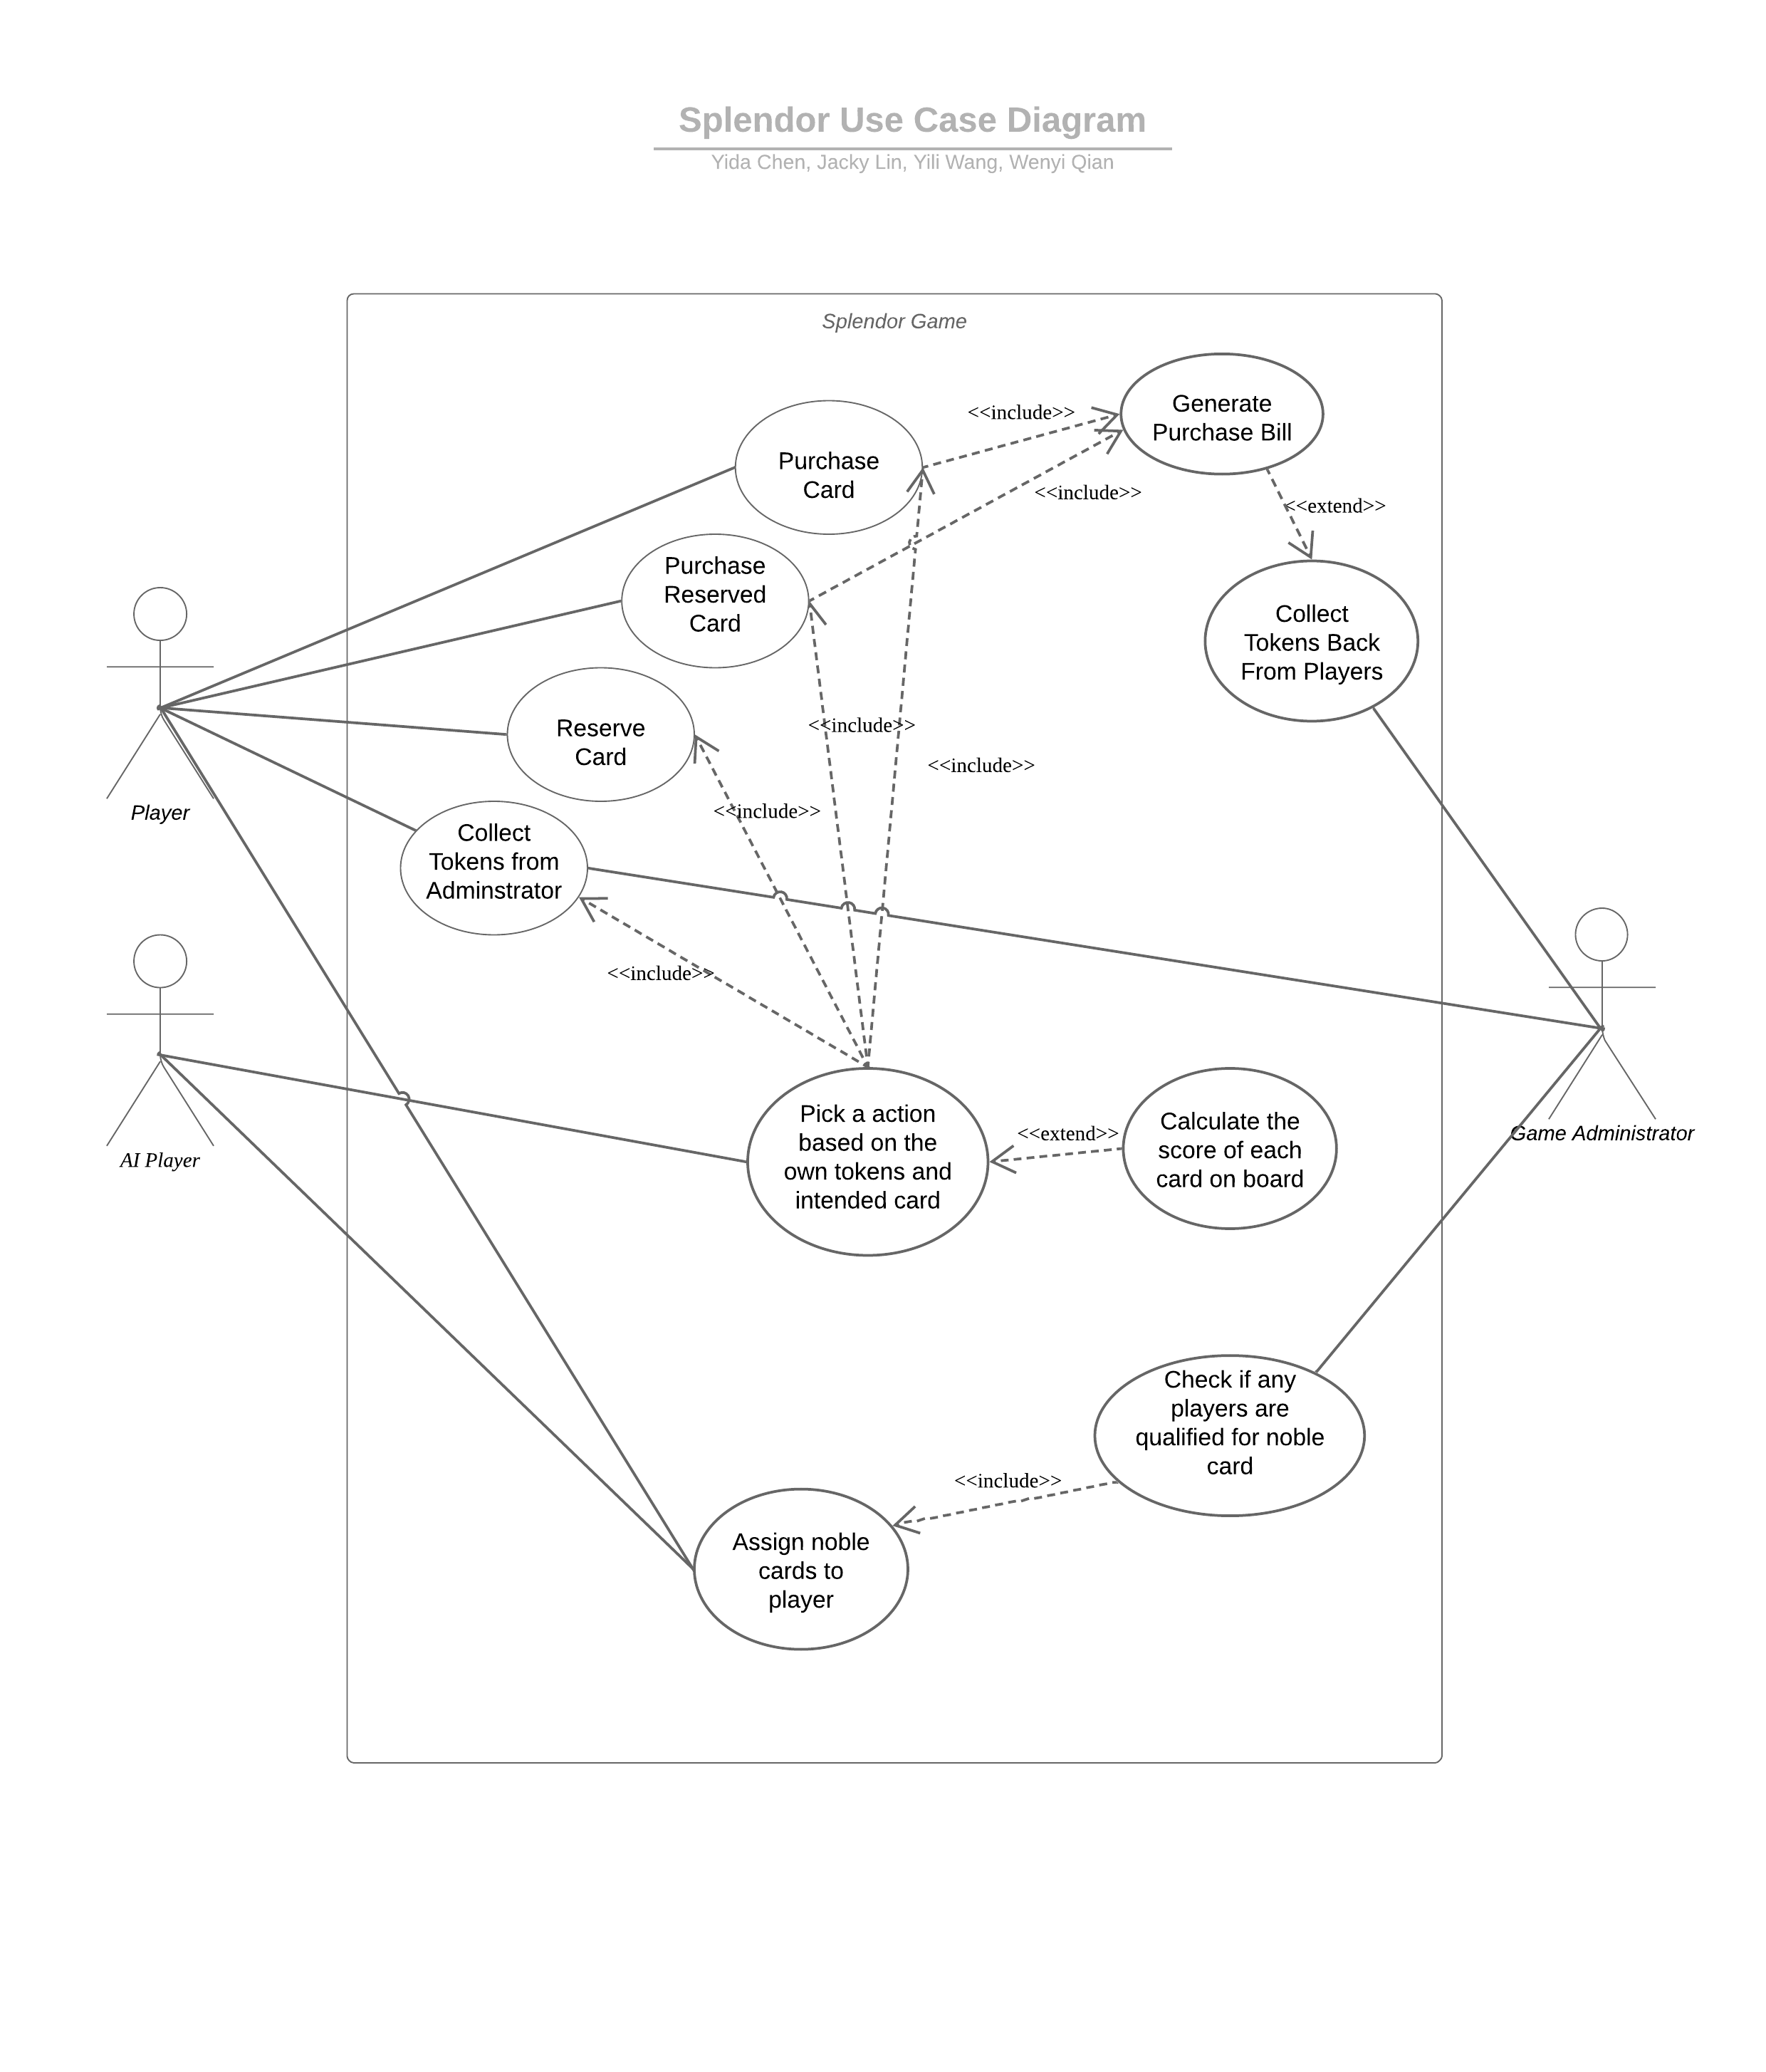 Splendor Use Case Diagram
Yida Chen, Jacky Lin, Yili Wang, Wenyi Qian
Splendor Game
Generate
Purchase Bill
<<include>>
Purchase
Card
<<include>>
<<extend>>
Purchase
Reserved
Card
Collect
Tokens Back
From Players
Reserve
Card
<<include>>
<<include>>
<<include>>
Player
Collect
Tokens from
Adminstrator
<<include>>
Pick a action
based on the
own tokens and
intended card
<<extend>>
Calculate the
score of each
card on board
Game Administrator
AI Player
Check if any
players are
qualified for noble
card
<<include>>
Assign noble
cards to
player